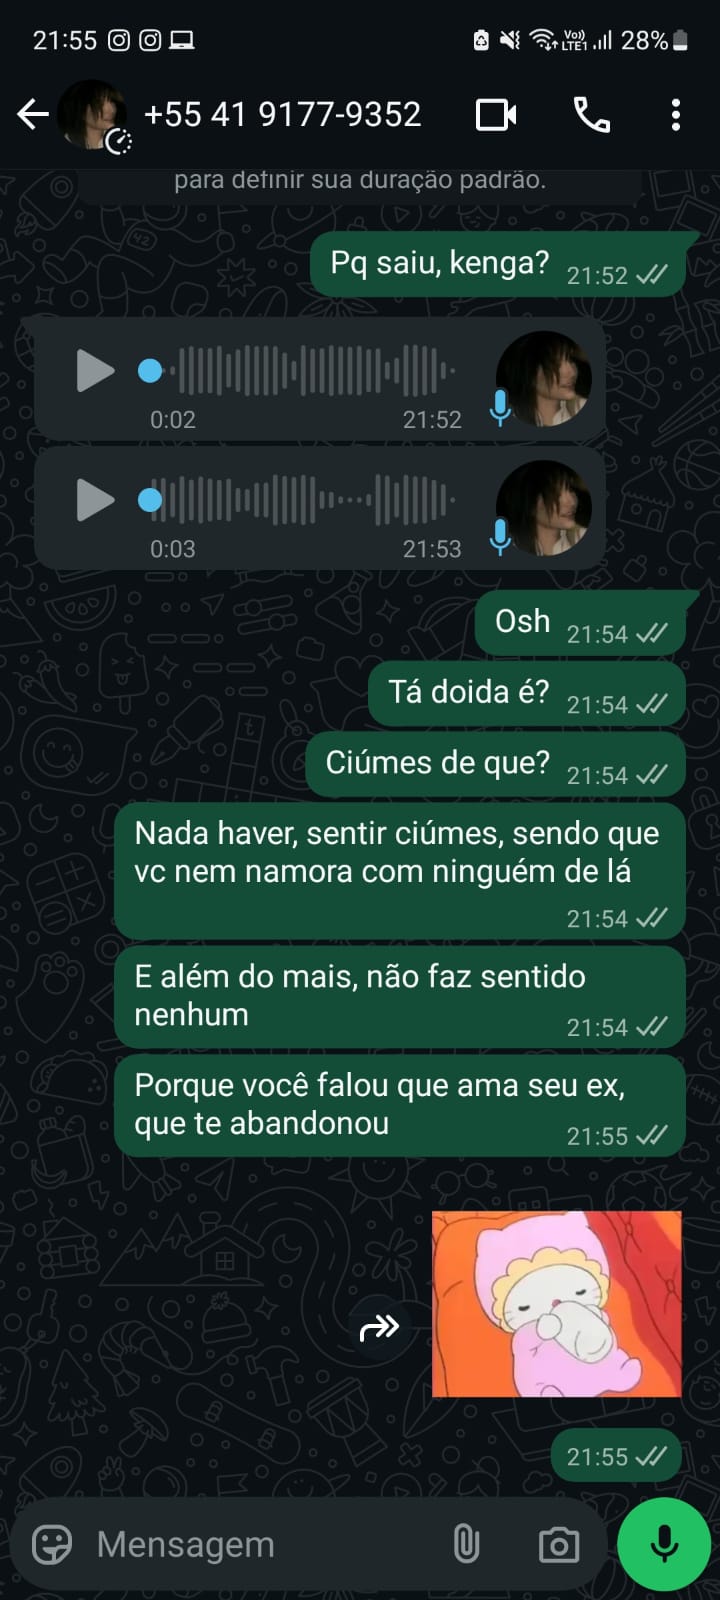 21:55
Vo)) LTE1 28%
+55 41 9177-9352
para definir sua duração padrão.
Pq saiu, kenga? 21:52
0:02 21:52
0:03 21:53
Osh 21:54
Tá doida é? 21:54
Ciúmes de que? 21:54
Nada haver, sentir ciúmes, sendo que
vc nem namora com ninguém de lá
21:54
E além do mais, não faz sentido
nenhum 21:54
Porque você falou que ama seu ex,
que te abandonou 21:55
21:55
Mensagem